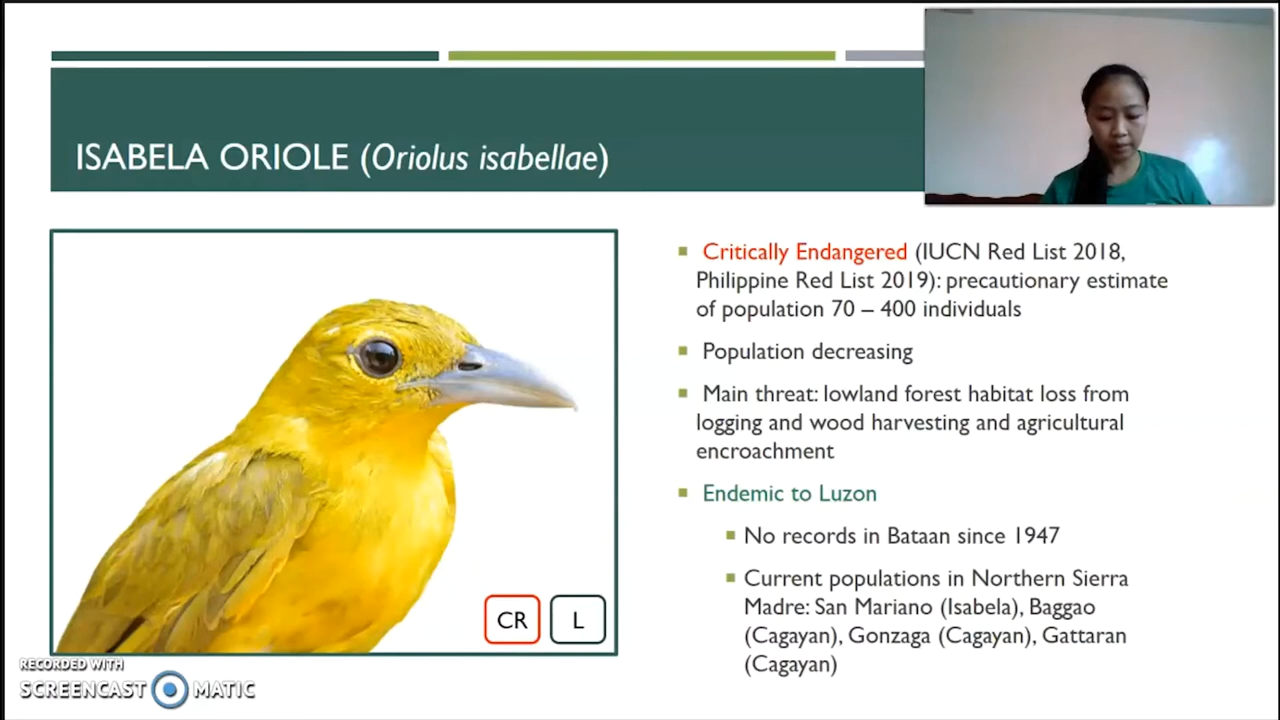 ISABELA ORIOLE (Oriolus isabellae)
Critically Endangered (IUCN Red List 2018,
Philippine Red List 2019): precautionary estimate
of population 70 – 400 individuals
Population decreasing
Main threat: lowland forest habitat loss from
logging and wood harvesting and agricultural
encroachment
Endemic to Luzon
No records in Bataan since 1947
Current populations in Northern Sierra
Madre: San Mariano (Isabela), Baggao
(Cagayan), Gonzaga (Cagayan), Gattaran
(Cagayan)
CR L
RECORDED WITH
SCREENCAST MATIC